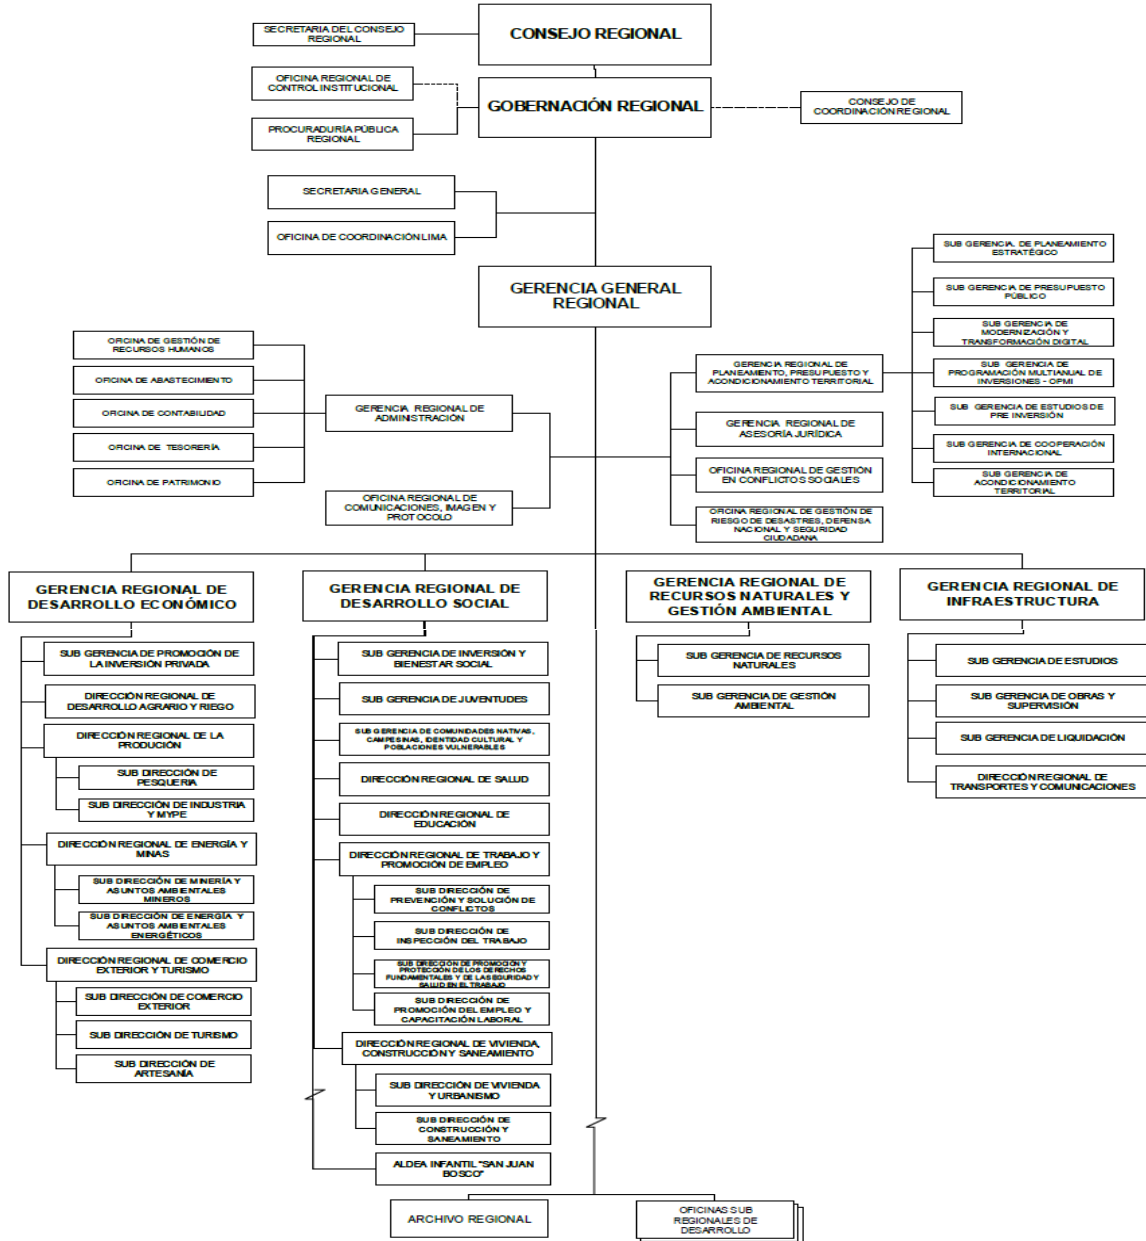 SECRETARIA DEL CONSEJO
REGIONAL
CONSEJO REGIONAL
OFICINA REGIONAL DE
CONTROL INSTITUCIONAL
GOBERNACIÓN REGIONAL
CONSEJO DE
COORDINACIÓN REGIONAL
PROCURADURÍA PÚBLICA
REGIONAL
SECRETARIA GENERAL
OFICINA DE COORDINACIÓN LIMA
GERENCIA GENERAL
REGIONAL
SUB GERENCIA. DE PLANEAMIENTO
ESTRATÉGICO
SUB GERENCIA DE PRESUPUESTO
PÚBLICO
SUB GERENCIA DE
MODERNIZACIÓN Y
TRANSFORMACIÓN DIGITAL
SUB GERENCIA DE
PROGRAMACIÓN MULTIANUAL DE
INVERSIONES - OPMI
SUB GERENCIA DE ESTUDIOS DE
PRE INVERSIÓN
SUB GERENCIA DE COOPERACIÓN
INTERNACIONAL
SUB GERENCIA DE
ACONDICIONAMIENTO
TERRITORIAL
OFICINA DE GESTIÓN DE
RECURSOS HUMANOS
OFICINA DE ABASTECIMIENTO
OFICINA DE CONTABILIDAD
OFICINA DE TESORERÍA
OFICINA DE PATRIMONIO
GERENCIA REGIONAL DE
ADMINISTRACIÓN
OFICINA REGIONAL DE
COMUNICACIONES, IMAGEN Y
PROTOCOLO
GERENCIA REGIONAL DE
PLANEAMIENTO, PRESUPUESTO Y
ACONDICIONAMIENTO TERRITORIAL
GERENCIA REGIONAL DE
ASESORÍA JURÍDICA
OFICINA REGIONAL DE GESTIÓN
EN CONFLICTOS SOCIALES
OFICINA REGIONAL DE GESTIÓN DE
RIESGO DE DESASTRES, DEFENSA
NACIONAL Y SEGURIDAD
CIUDADANA
GERENCIA REGIONAL DE
DESARROLLO ECONÓMICO
SUB GERENCIA DE PROMOCIÓN DE
LA INVERSIÓN PRIVADA
DIRECCIÓN REGIONAL DE
DESARROLLO AGRARIO Y RIEGO
DIRECCIÓN REGIONAL DE LA
PRODUCIÓN
SUB DIRECCIÓN DE
PESQUERIA
SUB DIRECCIÓN DE INDUSTRIA
Y MYPE
DIRECCIÓN REGIONAL DE ENERGÍA Y
MINAS
SUB DIRECCIÓN DE MINERÍA Y
ASUNTOS AMBIENTALES
MINEROS
SUB DIRECCIÓN DE ENERGÍA Y
ASUNTOS AMBIENTALES
ENERGÉTICOS
DIRECCIÓN REGIONAL DE COMERCIO
EXTERIOR Y TURISMO
SUB DIRECCIÓN DE COMERCIO
EXTERIOR
SUB DIRECCIÓN DE TURISMO
SUB DIRECCIÓN DE
ARTESANÍA
GERENCIA REGIONAL DE
DESARROLLO SOCIAL
SUB GERENCIA DE INVERSIÓN Y
BIENESTAR SOCIAL
SUB GERENCIA DE JUVENTUDES
SUB GERENCIA DE COMUNIDADES NATIVAS,
CAMPESINAS, IDENTIDAD CULTURAL Y
POBLACIONES VULNERABLES
DIRECCIÓN REGIONAL DE SALUD
DIRECCIÓN REGIONAL DE
EDUCACIÓN
DIRECCIÓN REGIONAL DE TRABAJO Y
PROMOCIÓN DE EMPLEO
SUB DIRECCIÓN DE
PREVENCIÓN Y SOLUCIÓN DE
CONFLICTOS
SUB DIRECCIÓN DE
INSPECCIÓN DEL TRABAJO
SUB DIRECCIÓN DE PROMOCIÓN Y
PROTECCIÓN DE LOS DERECHOS
FUNDAMENTALES Y DE LA SEGURIDAD Y
SALUD EN EL TRABAJO
SUB DIRECCIÓN DE
PROMOCIÓN DEL EMPLEO Y
CAPACITACIÓN LABORAL
DIRECCIÓN REGIONAL DE VIVIENDA,
CONSTRUCCIÓN Y SANEAMIENTO
SUB DIRECCIÓN DE VIVIENDA
Y URBANISMO
SUB DIRECCIÓN DE
CONSTRUCCIÓN Y
SANEAMIENTO
ALDEA INFANTIL "SAN JUAN
BOSCO"
GERENCIA REGIONAL DE
RECURSOS NATURALES Y
GESTIÓN AMBIENTAL
SUB GERENCIA DE RECURSOS
NATURALES
SUB GERENCIA DE GESTIÓN
AMBIENTAL
GERENCIA REGIONAL DE
INFRAESTRUCTURA
SUB GERENCIA DE ESTUDIOS
SUB GERENCIA DE OBRAS Y
SUPERVISIÓN
SUB GERENCIA DE LIQUIDACIÓN
DIRECCIÓN REGIONAL DE
TRANSPORTES Y COMUNICACIONES
ARCHIVO REGIONAL
OFICINAS SUB
REGIONALES DE
DESARROLLO